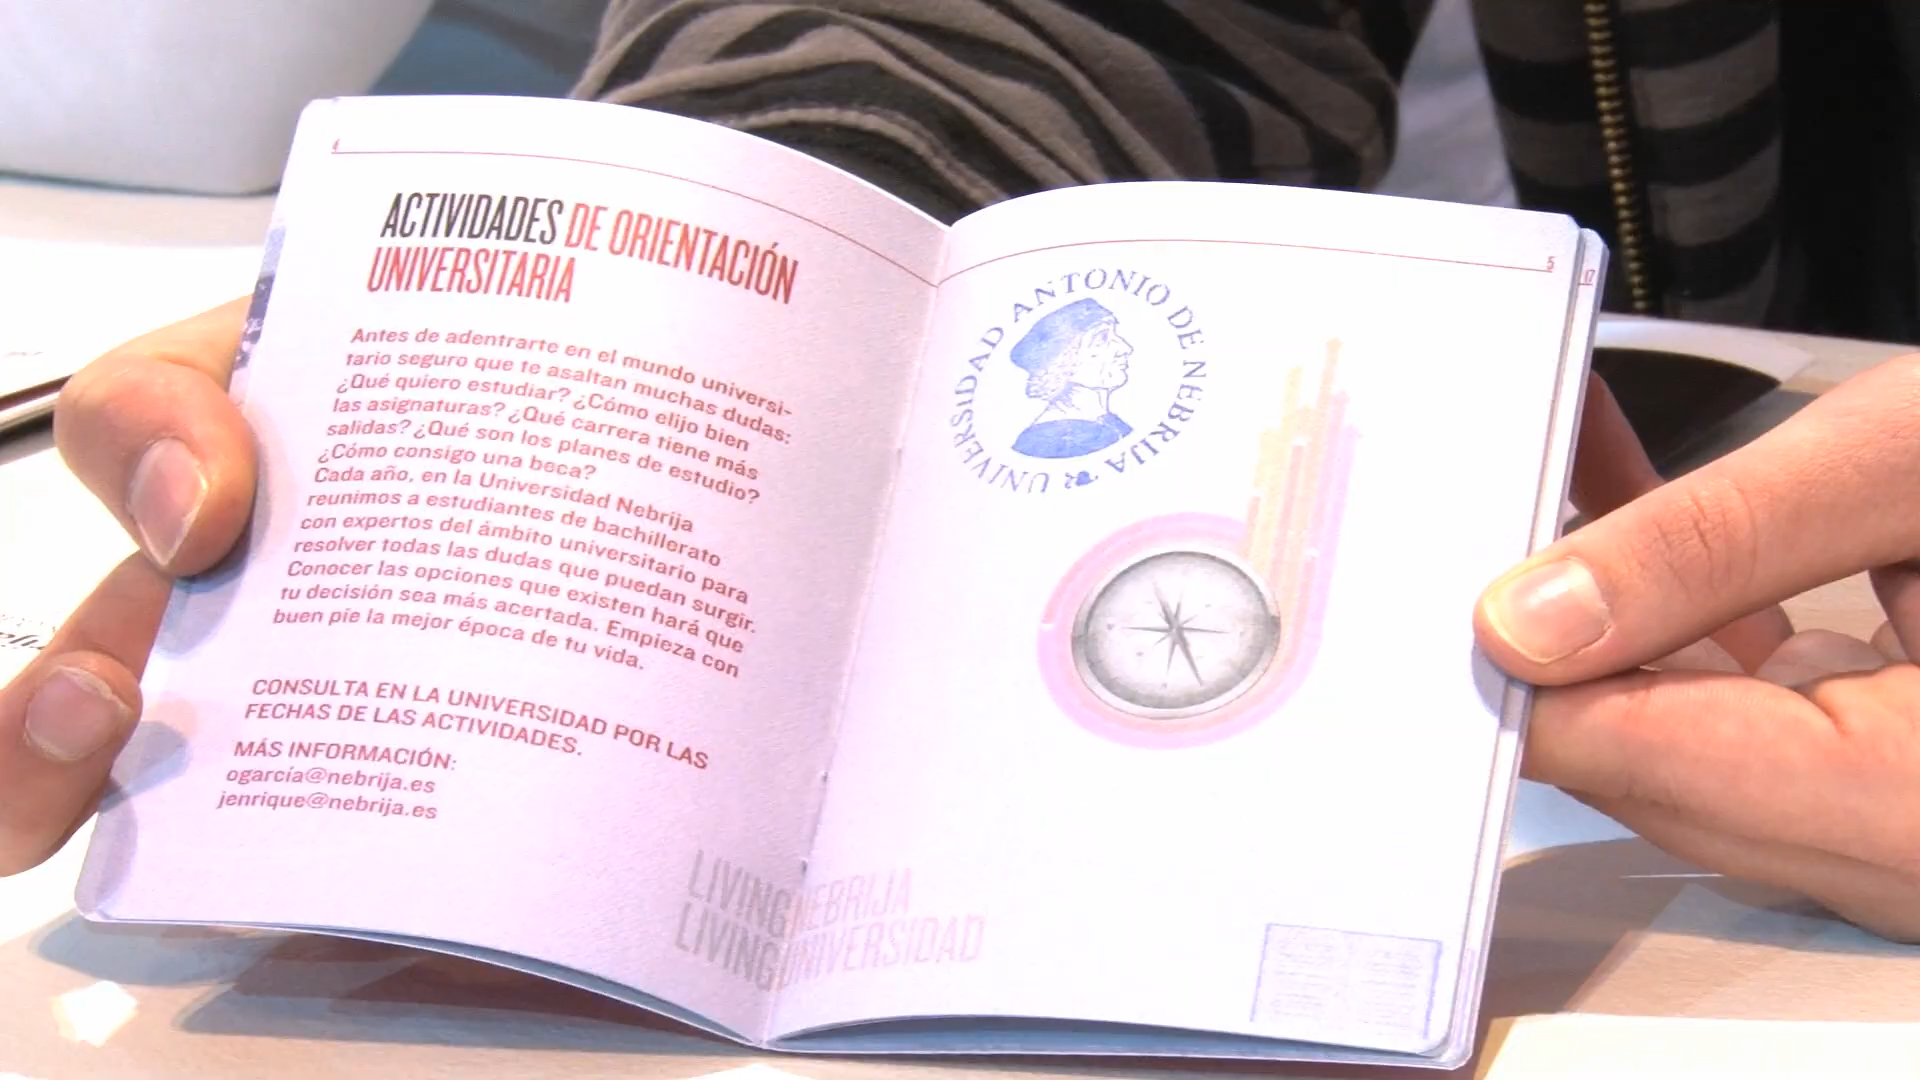 4
ACTIVIDADES DE ORIENTACIÓN
UNIVERSITARIA
Antes de adentrarte en el mundo universi-
tario seguro que te asaltan muchas dudas:
¿Qué quiero estudiar? ¿Cómo elijo bien
las asignaturas? ¿Qué carrera tiene más
salidas? ¿Qué son los planes de estudio?
¿Cómo consigo una beca?
Cada año, en la Universidad Nebrija
reunimos a estudiantes de bachillerato
con expertos del ámbito universitario para
resolver todas las dudas que puedan surgir.
Conocer las opciones que existen hará que
tu decisión sea más acertada. Empieza con
buen pie la mejor época de tu vida.
CONSULTA EN LA UNIVERSIDAD POR LAS
FECHAS DE LAS ACTIVIDADES.
MÁS INFORMACIÓN:
ogarcía@nebrija.es
jenrique@nebrija.es
LIVINGNEBRIJA
LIVINGUNIVERSIDAD
5
17
UNIVERSIDAD ANTONIO DE NEBRIJA